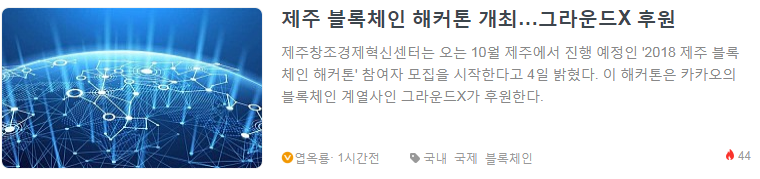 제주 블록체인 해커톤 개최…그라운드X 후원
제주창조경제혁신센터는 오는 10월 제주에서 진행 예정인 '2018 제주 블록
체인 해커톤' 참여자 모집을 시작한다고 4일 밝혔다. 이 해커톤은 카카오의
블록체인 계열사인 그라운드X가 후원한다.
엽옥룡· 1시간전 국내 국제 블록체인 44